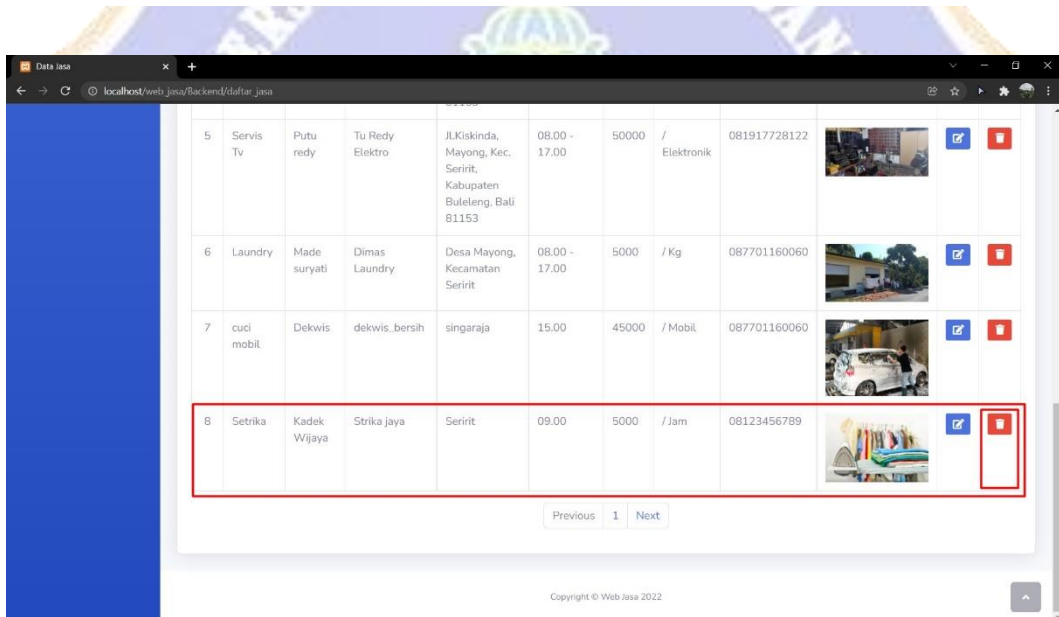 Data Jasa
localhost/web_jasa/Backend/daftar_jasa
81153
5 Servis Tv Putu redy Tu Redy Elektro Jl.Kiskinda, Mayong, Kec. Seririt, Kabupaten Buleleng, Bali 81153 08.00 - 17.00 50000 / Elektronik 081917728122
6 Laundry Made suryati Dimas Laundry Desa Mayong, Kecamatan Seririt 08.00 - 17.00 5000 / Kg 087701160060
7 cuci mobil Dekwis dekwis_bersih singaraja 15.00 45000 / Mobil 087701160060
8 Setrika Kadek Wijaya Strika jaya Seririt 09.00 5000 / Jam 08123456789
Previous 1 Next
Copyright © Web Jasa 2022